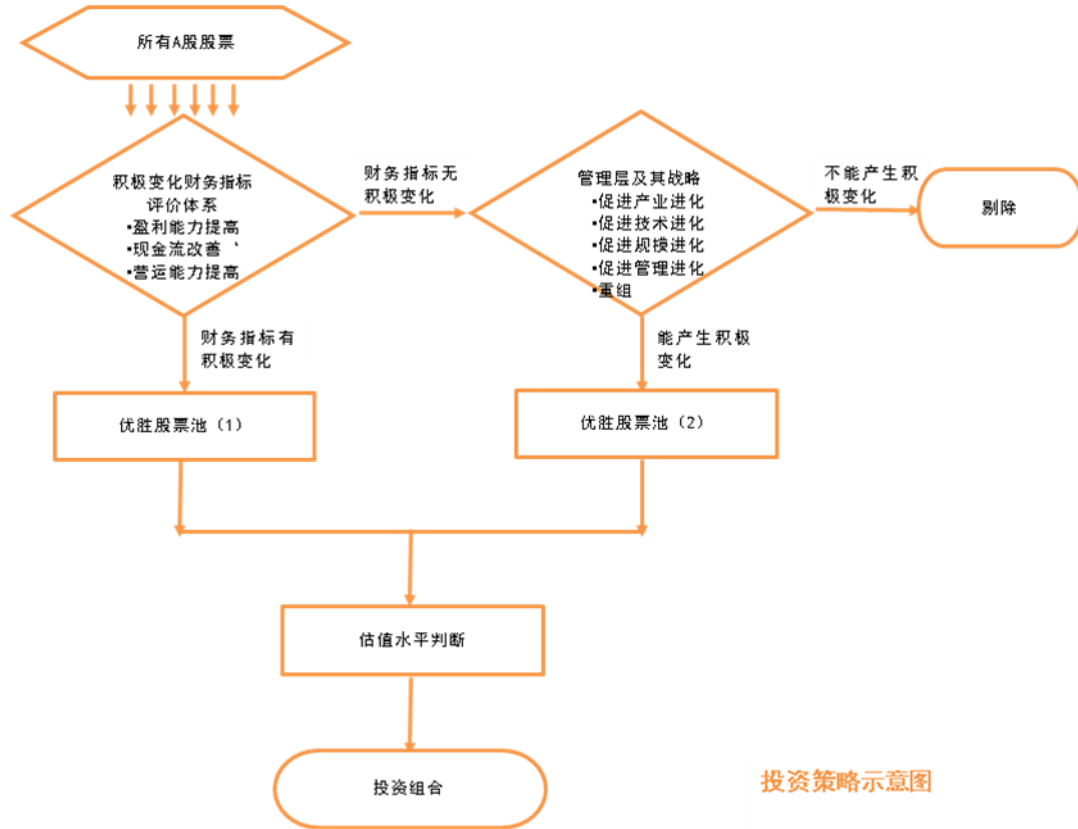 所有A股股票
积极变化财务指标
评价体系
•盈利能力提高
•现金流改善 `
•营运能力提高
财务指标无
积极变化
管理层及其战略
•促进产业进化
•促进技术进化
•促进规模进化
•促进管理进化
•重组
不能产生积
极变化
剔除
财务指标有
积极变化
能产生积极
变化
优胜股票池（1）
优胜股票池（2）
估值水平判断
投资组合
投资策略示意图